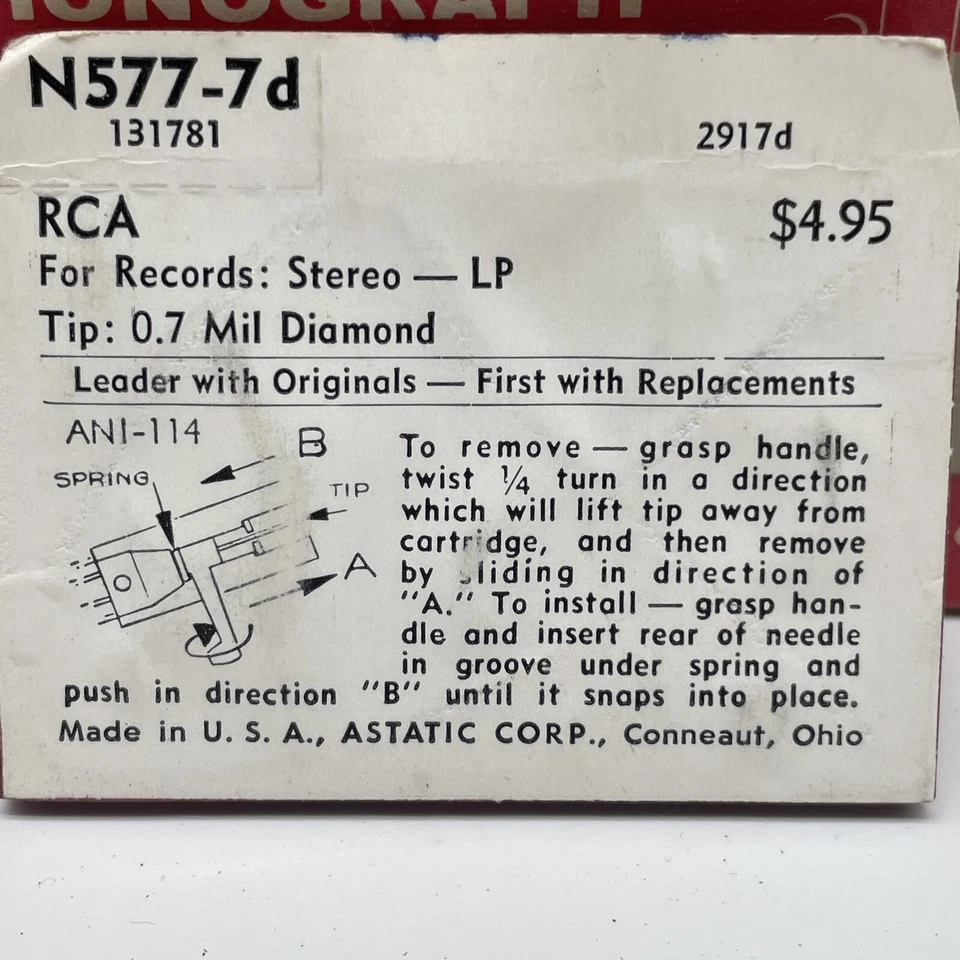 N577-7d
131781
2917d
RCA
$4.95
For Records: Stereo — LP
Tip: 0.7 Mil Diamond
Leader with Originals — First with Replacements
ANI-114
B
SPRING
TIP
A
To remove — grasp handle,
twist ¼ turn in a direction
which will lift tip away from
cartridge, and then remove
by sliding in direction of
"A." To install — grasp han-
dle and insert rear of needle
in groove under spring and
push in direction "B" until it snaps into place.
Made in U. S. A., ASTATIC CORP., Conneaut, Ohio